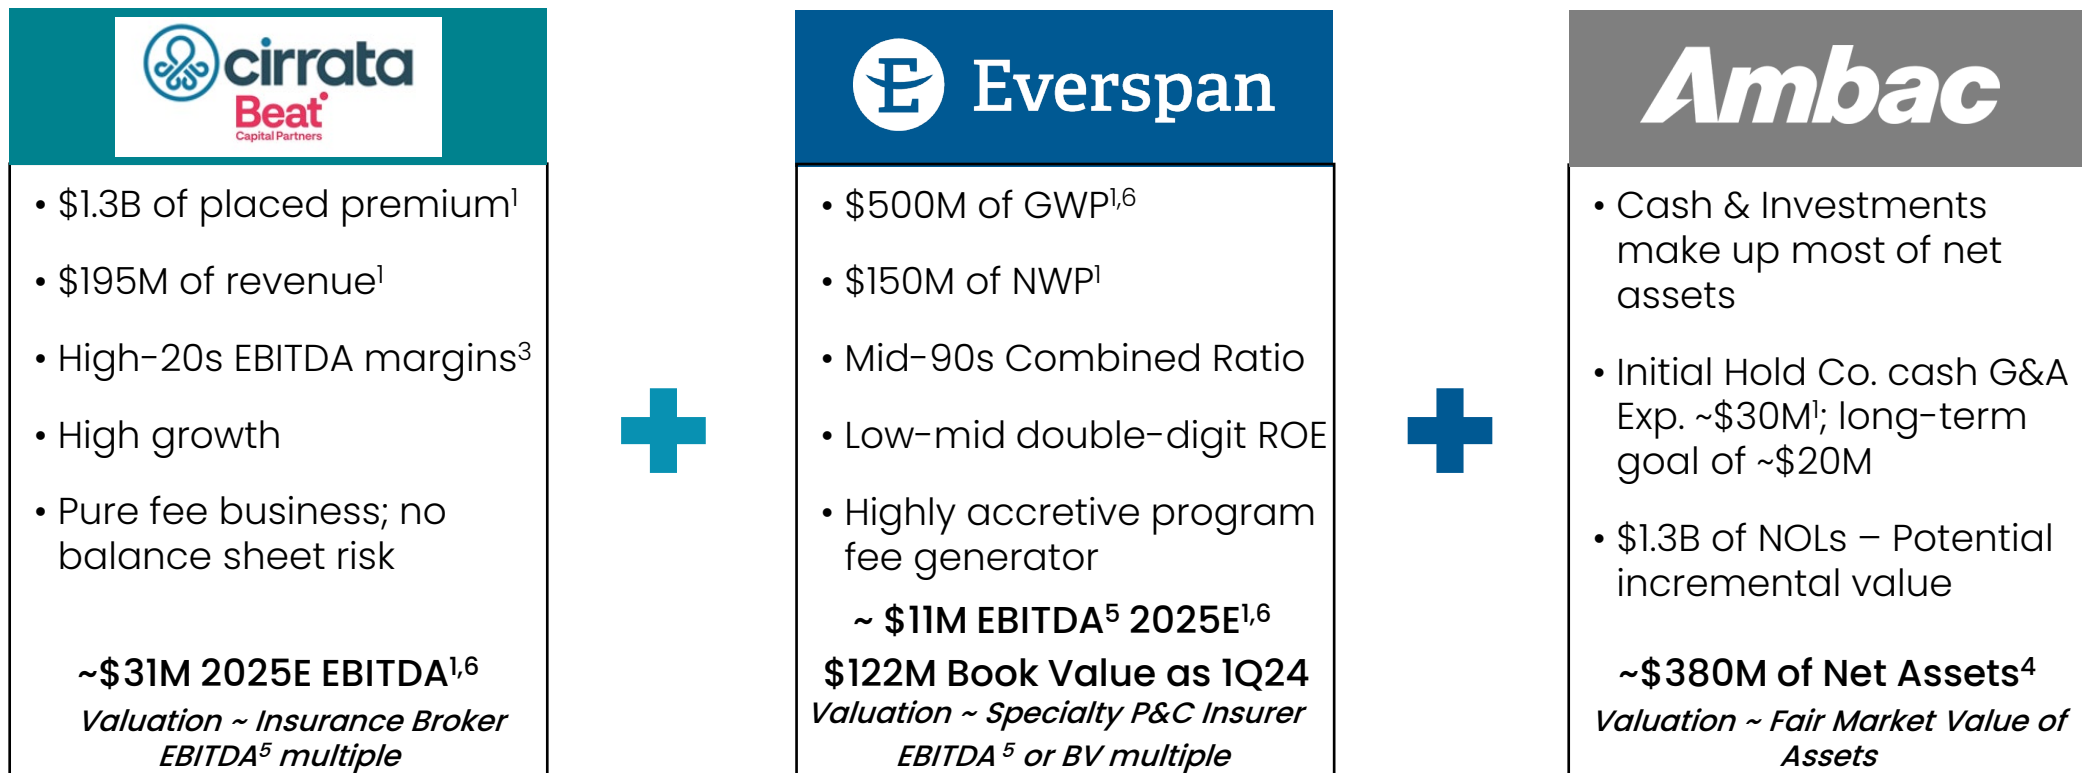 cirrata
Beat
Capital Partners
• $1.3B of placed premium¹
• $195M of revenue¹
• High-20s EBITDA margins³
• High growth
• Pure fee business; no
balance sheet risk
~$31M 2025E EBITDA¹,⁶
Valuation ~ Insurance Broker
EBITDA⁵ multiple
E Everspan
• $500M of GWP¹,⁶
• $150M of NWP¹
• Mid-90s Combined Ratio
• Low-mid double-digit ROE
• Highly accretive program
fee generator
~ $11M EBITDA⁵ 2025E¹,⁶
$122M Book Value as 1Q24
Valuation ~ Specialty P&C Insurer
EBITDA ⁵ or BV multiple
Ambac
• Cash & Investments
make up most of net
assets
• Initial Hold Co. cash G&A
Exp. ~$30M¹; long-term
goal of ~$20M
• $1.3B of NOLs – Potential
incremental value
~$380M of Net Assets⁴
Valuation ~ Fair Market Value of
Assets